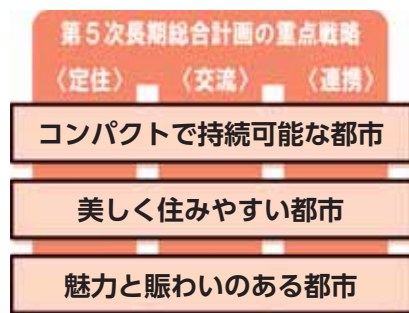 第5次長期総合計画の重点戦略
〈定住〉 〈交流〉 〈連携〉
コンパクトで持続可能な都市
美しく住みやすい都市
魅力と賑わいのある都市